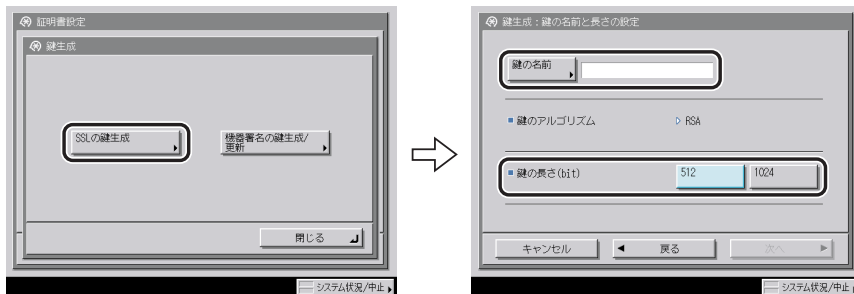 証明書設定
鍵生成
SSLの鍵生成
機器署名の鍵生成/
更新
閉じる
システム状況/中止
鍵生成：鍵の名前と長さの設定
鍵の名前
鍵のアルゴリズム
RSA
鍵の長さ(bit)
512
1024
キャンセル
戻る
次へ
システム状況/中止